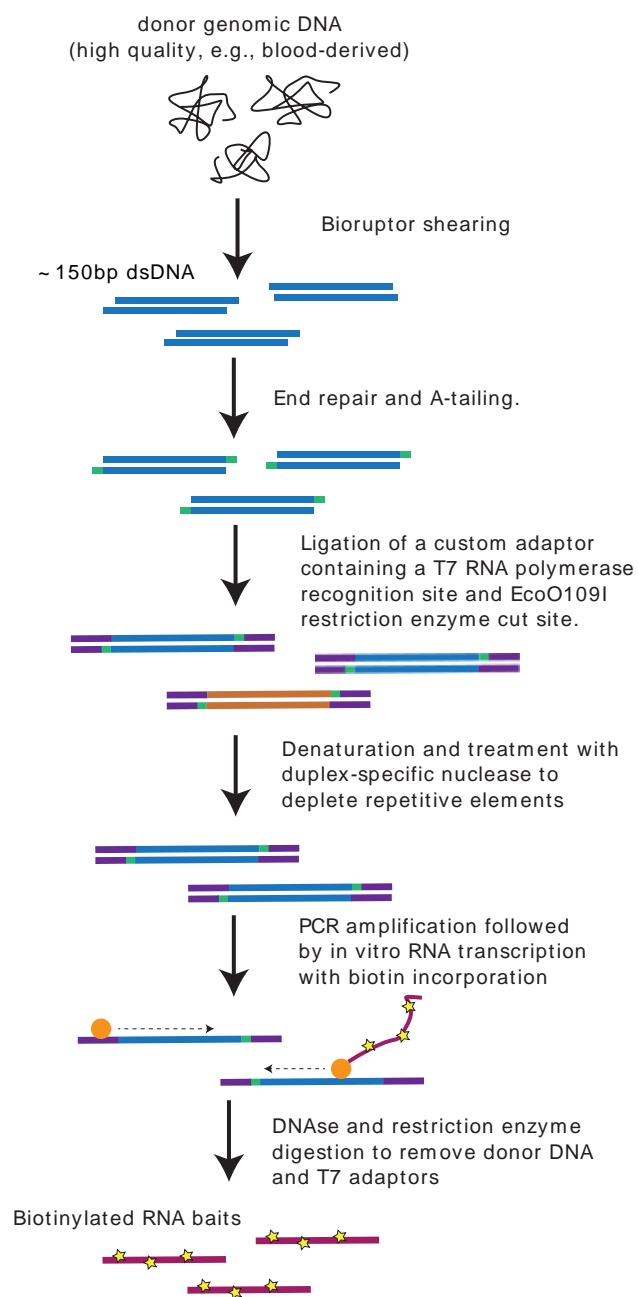 donor genomic DNA
(high quality, e.g., blood-derived)
Bioruptor shearing
~ 150bp dsDNA
End repair and A-tailing.
Ligation of a custom adaptor
containing a T7 RNA polymerase
recognition site and EcoO109I
restriction enzyme cut site.
Denaturation and treatment with
duplex-specific nuclease to
deplete repetitive elements
PCR amplification followed
by in vitro RNA transcription
with biotin incorporation
DNAse and restriction enzyme
digestion to remove donor DNA
and T7 adaptors
Biotinylated RNA baits